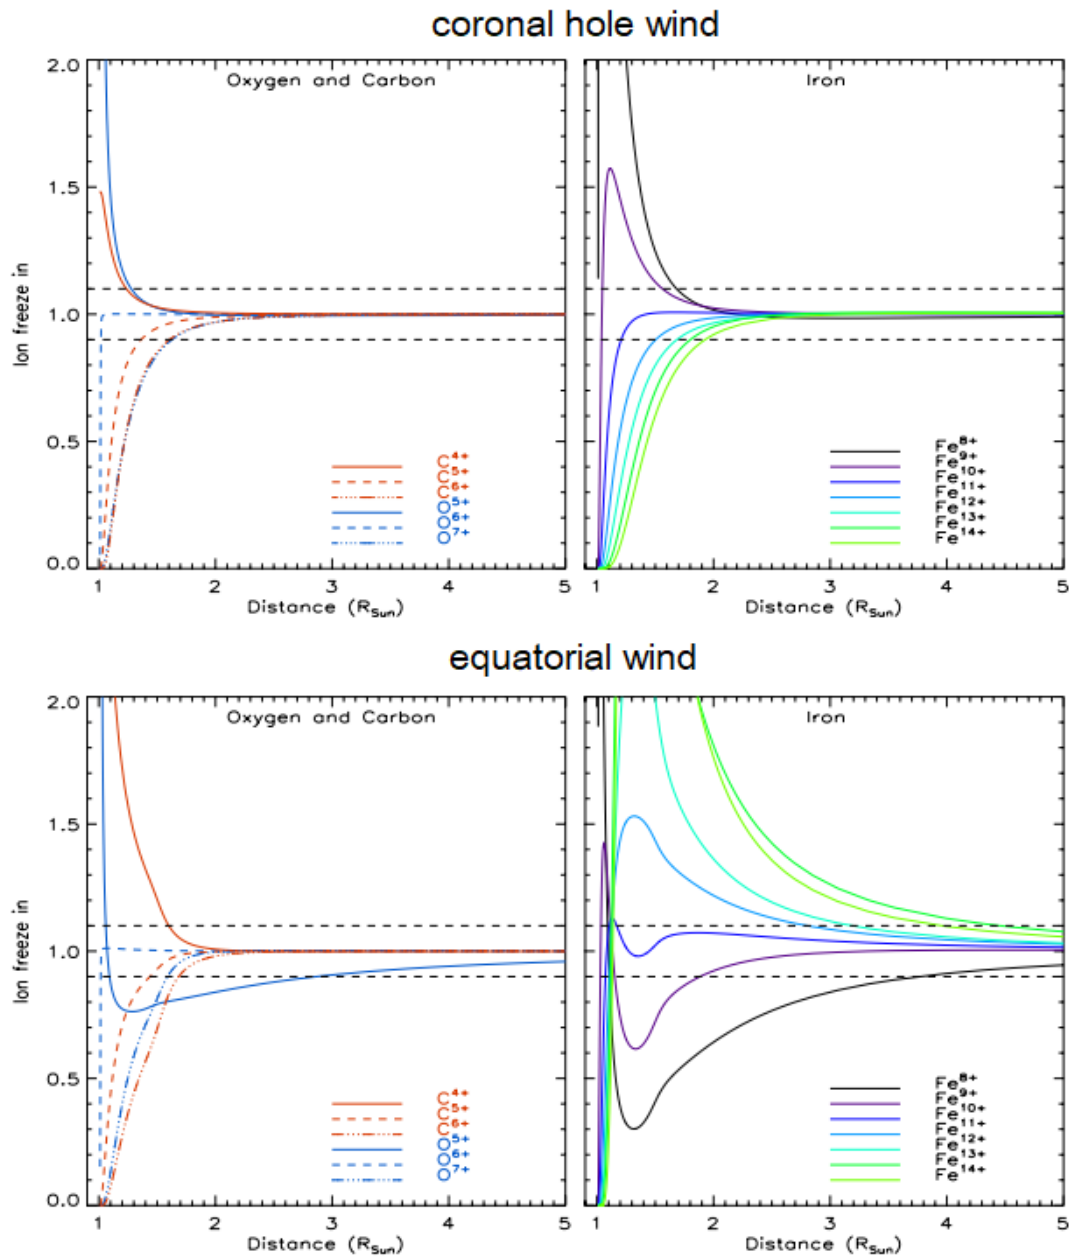 coronal hole wind
Oxygen and Carbon
Iron
2.0
1.5
1.0
0.5
0.0
Ion freeze in
C4+
C5+
C6+
O5+
O6+
O7+
Fe8+
Fe9+
Fe10+
Fe11+
Fe12+
Fe13+
Fe14+
1 2 3 4 5
1 2 3 4 5
Distance (RSun)
Distance (RSun)
equatorial wind
Oxygen and Carbon
Iron
2.0
1.5
1.0
0.5
0.0
Ion freeze in
C4+
C5+
C6+
O5+
O6+
O7+
Fe8+
Fe9+
Fe10+
Fe11+
Fe12+
Fe13+
Fe14+
1 2 3 4 5
1 2 3 4 5
Distance (RSun)
Distance (RSun)